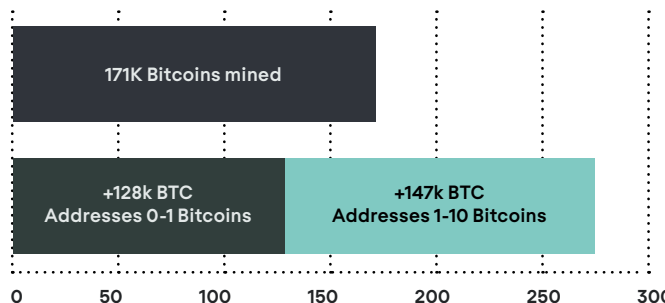 171K Bitcoins mined
+128k BTC
Addresses 0-1 Bitcoins
+147k BTC
Addresses 1-10 Bitcoins
0 50 100 150 200 250 300